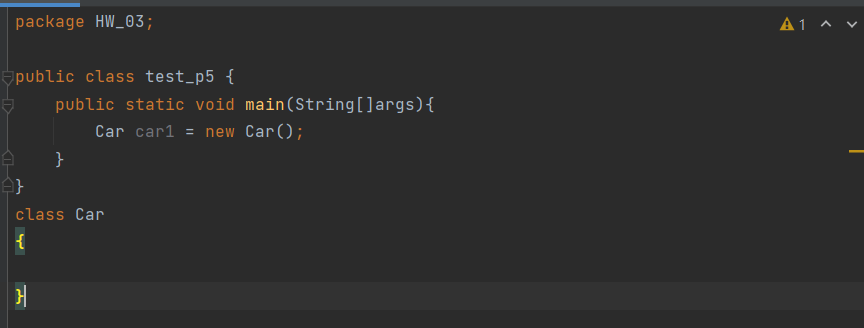 package HW_03;
1
public class test_p5 {
public static void main(String[]args){
Car car1 = new Car();
}
}
class Car
{
}